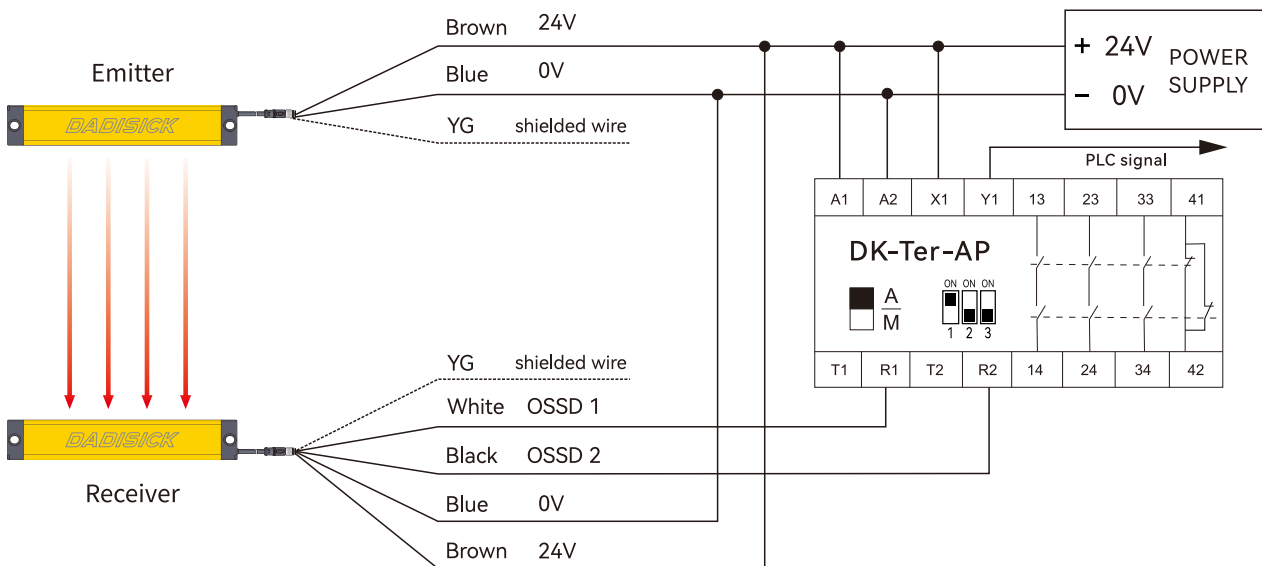 Brown 24V
Blue 0V
YG shielded wire
Emitter
DADISICK
+ 24V
- 0V
POWER
SUPPLY
PLC signal
A1 A2 X1 Y1 13 23 33 41
DK-Ter-AP
A
M
ON ON ON
1 2 3
T1 R1 T2 R2 14 24 34 42
YG shielded wire
White OSSD 1
Black OSSD 2
Blue 0V
Brown 24V
DADISICK
Receiver